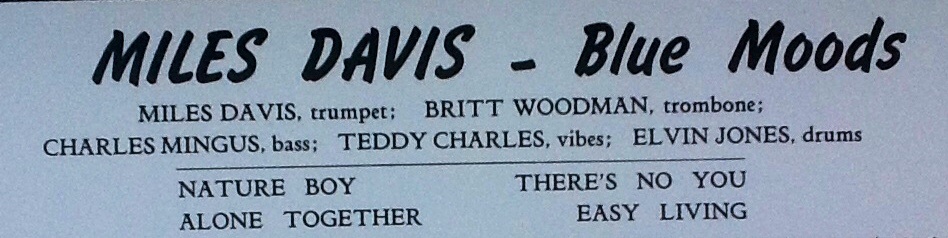 MILES DAVIS - Blue Moods
MILES DAVIS, trumpet; BRITT WOODMAN, trombone;
CHARLES MINGUS, bass; TEDDY CHARLES, vibes; ELVIN JONES, drums
NATURE BOY THERE'S NO YOU
ALONE TOGETHER EASY LIVING